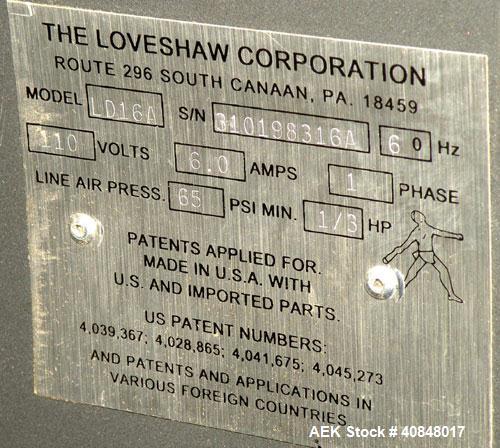 THE LOVESHAW CORPORATION
ROUTE 296 SOUTH CANAAN, PA. 18459
MODEL LD16A S/N 310198316A 60 Hz
110 VOLTS 6.0 AMPS 1 PHASE
LINE AIR PRESS. 65 PSI MIN. 1/3 HP
PATENTS APPLIED FOR.
MADE IN U.S.A. WITH
U.S. AND IMPORTED PARTS.
US PATENT NUMBERS:
4,039,367; 4,028,865; 4,041,675; 4,045,273
AND PATENTS AND APPLICATIONS IN
VARIOUS FOREIGN COUNTRIES
AEK Stock #40848017